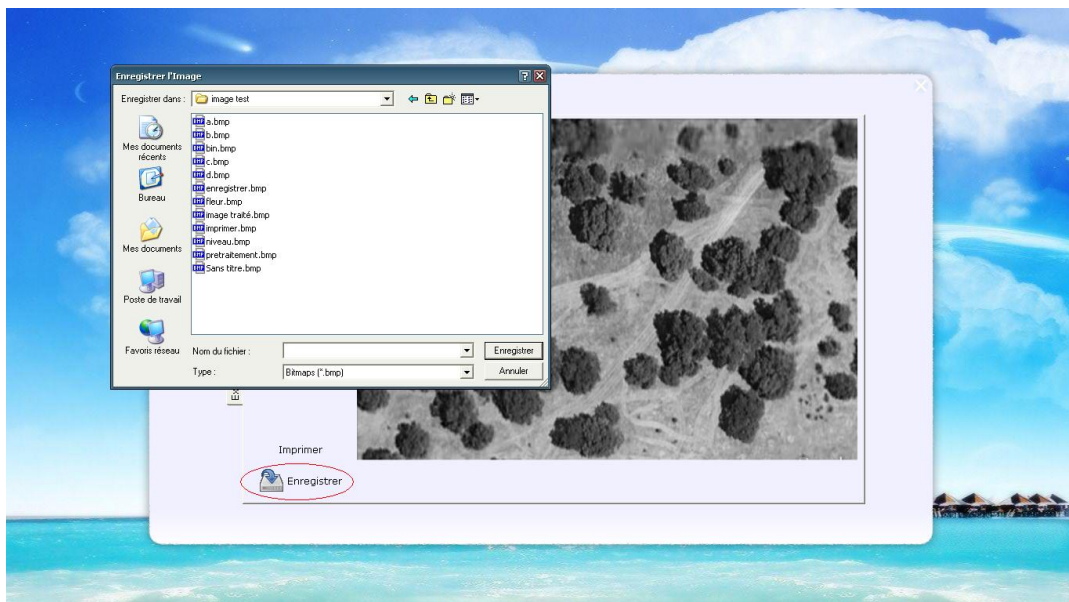 Enregistrer l'Image
Enregistrer dans :
image test
Mes documents
récents
Bureau
Mes documents
Poste de travail
Favoris réseau
a.bmp
b.bmp
bin.bmp
c.bmp
d.bmp
enregistrer.bmp
fleur.bmp
image traité.bmp
imprimer.bmp
niveau.bmp
pretraitement.bmp
Sans titre.bmp
Nom du fichier :
Enregistrer
Type :
Bitmaps (*.bmp)
Annuler
Imprimer
Enregistrer